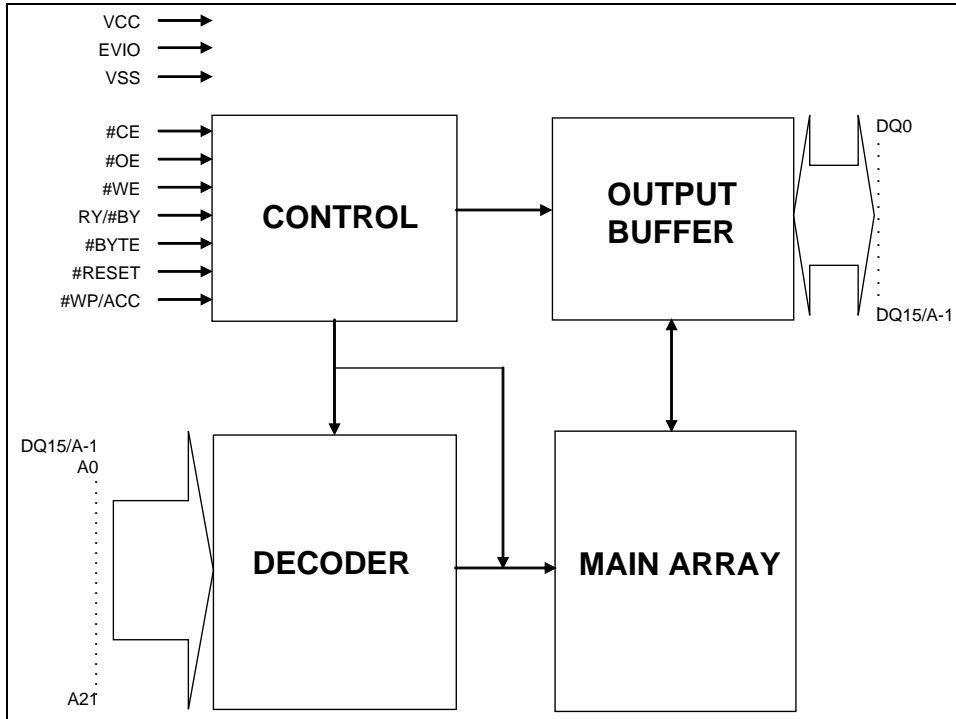 VCC
EVIO
VSS
#CE
#OE
#WE
RY/#BY
#BYTE
#RESET
#WP/ACC
CONTROL
OUTPUT
BUFFER
DQ0
DQ15/A-1
DQ15/A-1
A0
A21
DECODER
MAIN ARRAY